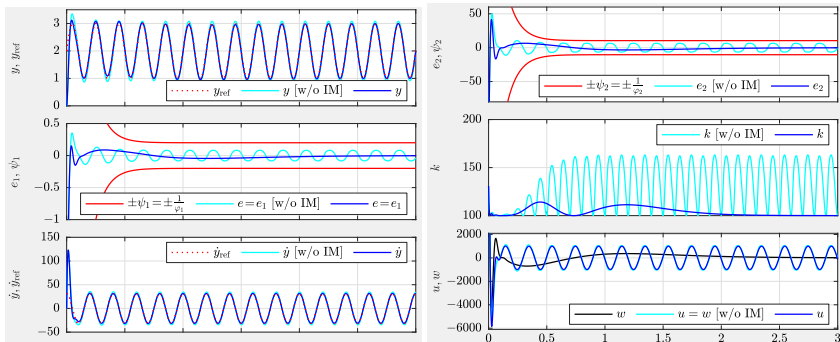 3
2
1
0
y, y_ref
y_ref  y [w/o IM]  y
0.5
0
−0.5
−1
e_1, ψ_1
±ψ_1=±1/φ_1  e=e_1 [w/o IM]  e=e_1
150
100
50
0
−50
ẏ, ẏ_ref
ẏ_ref  ẏ [w/o IM]  ẏ
50
0
−50
e_2, ψ_2
±ψ_2=±1/φ_2  e_2 [w/o IM]  e_2
200
150
100
k
k [w/o IM]  k
2000
0
−2000
−4000
−6000
u, w
w  u = w [w/o IM]  u
0  0.5  1  1.5  2  2.5  3